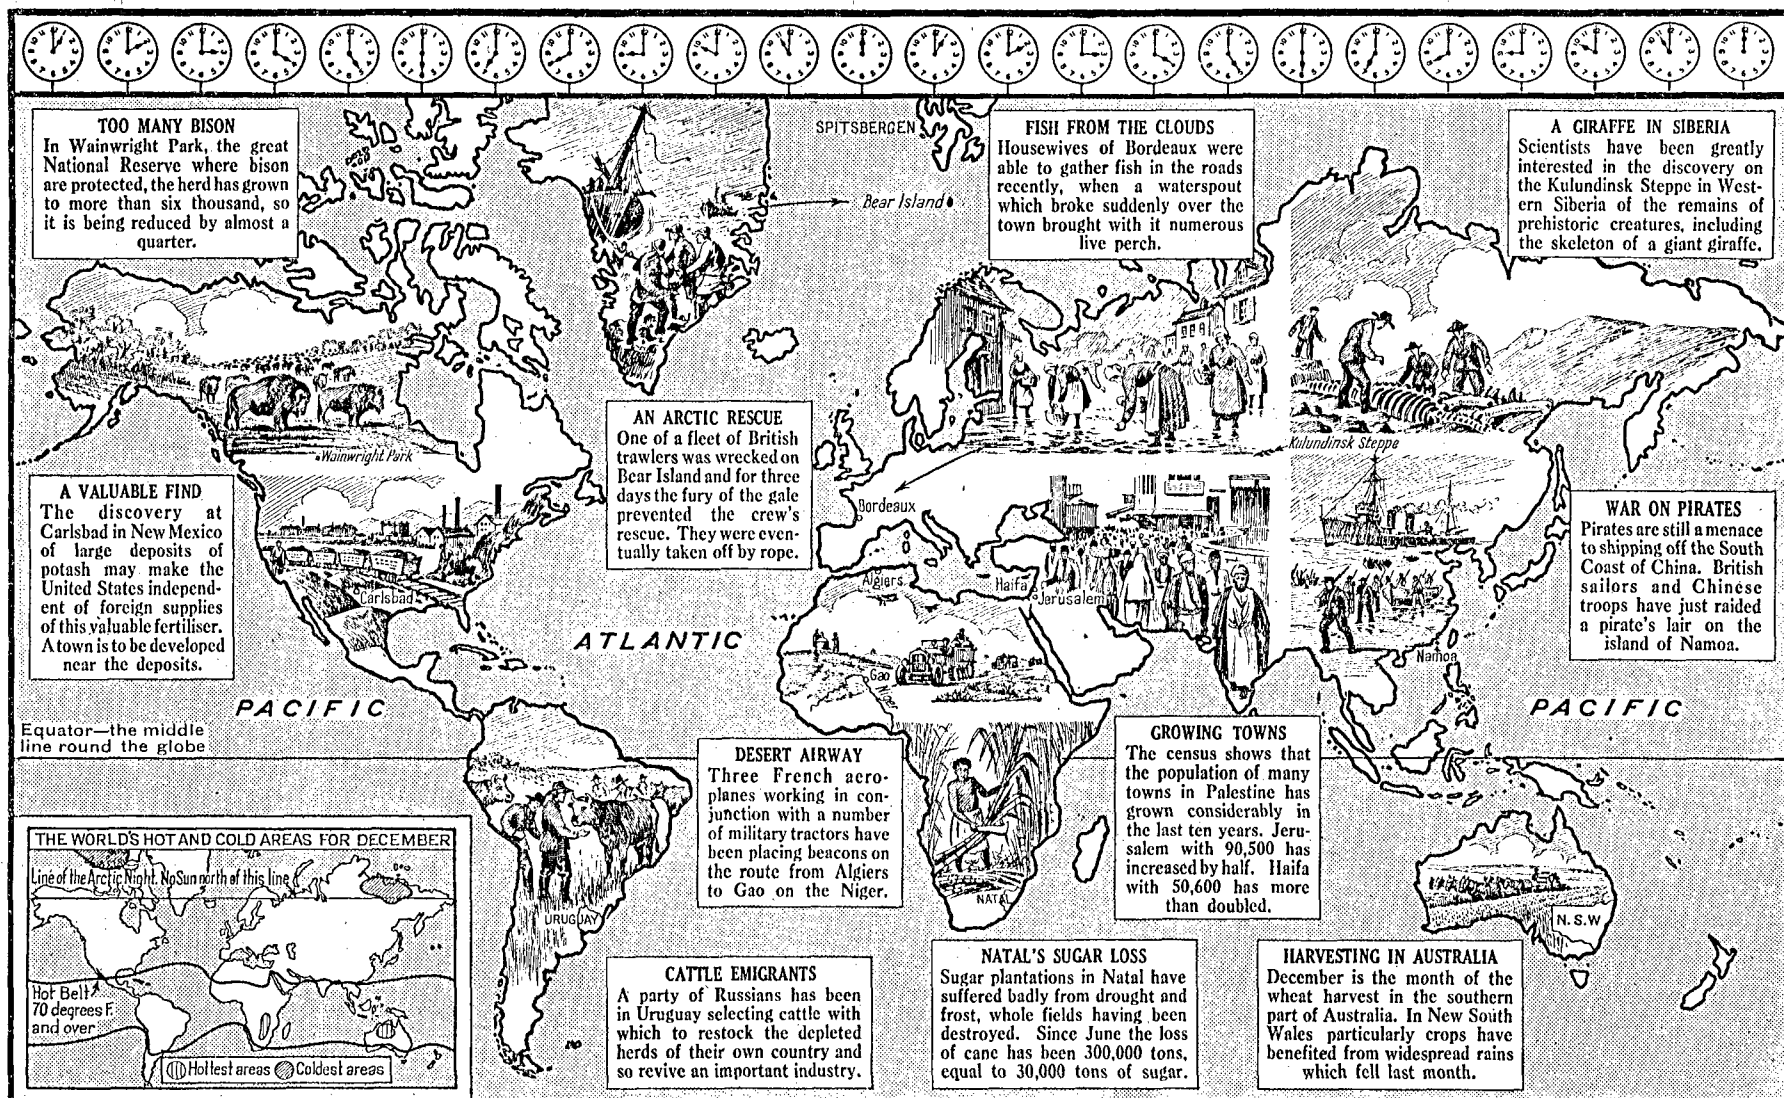 TOO MANY BISON
In Wainwright Park, the great
National Reserve where bison
are protected, the herd has grown
to more than six thousand, so
it is being reduced by almost a
quarter.
SPITSBERGEN
Bear Island
FISH FROM THE CLOUDS
Housewives of Bordeaux were
able to gather fish in the roads
recently, when a waterspout
which broke suddenly over the
town brought with it numerous
live perch.
A GIRAFFE IN SIBERIA
Scientists have been greatly
interested in the discovery on
the Kulundinsk Steppe in West-
ern Siberia of the remains of
prehistoric creatures, including
the skeleton of a giant giraffe.
Wainwright Park
AN ARCTIC RESCUE
One of a fleet of British
trawlers was wrecked on
Bear Island and for three
days the fury of the gale
prevented the crew's
rescue. They were even-
tually taken off by rope.
Kulundinsk Steppe
A VALUABLE FIND
The discovery at
Carlsbad in New Mexico
of large deposits of
potash may make the
United States independ-
ent of foreign supplies
of this valuable fertiliser.
A town is to be developed
near the deposits.
Carlsbad
Bordeaux
Algiers
Haifa
Jerusalem
Gao
WAR ON PIRATES
Pirates are still a menace
to shipping off the South
Coast of China. British
sailors and Chinese
troops have just raided
a pirate's lair on the
island of Namoa.
Namoa
ATLANTIC
PACIFIC
PACIFIC
Equator—the middle
line round the globe
DESERT AIRWAY
Three French aero-
planes working in con-
junction with a number
of military tractors have
been placing beacons on
the route from Algiers
to Gao on the Niger.
GROWING TOWNS
The census shows that
the population of many
towns in Palestine has
grown considerably in
the last ten years. Jeru-
salem with 90,500 has
increased by half. Haifa
with 50,600 has more
than doubled.
THE WORLD'S HOT AND COLD AREAS FOR DECEMBER
Line of the Arctic Night. No Sun north of this line
Hot Belt
70 degrees F.
and over
Hottest areas
Coldest areas
URUGUAY
NATAL
N.S.W
CATTLE EMIGRANTS
A party of Russians has been
in Uruguay selecting cattle with
which to restock the depleted
herds of their own country and
so revive an important industry.
NATAL'S SUGAR LOSS
Sugar plantations in Natal have
suffered badly from drought and
frost, whole fields having been
destroyed. Since June the loss
of cane has been 300,000 tons,
equal to 30,000 tons of sugar.
HARVESTING IN AUSTRALIA
December is the month of the
wheat harvest in the southern
part of Australia. In New South
Wales particularly crops have
benefited from widespread rains
which fell last month.